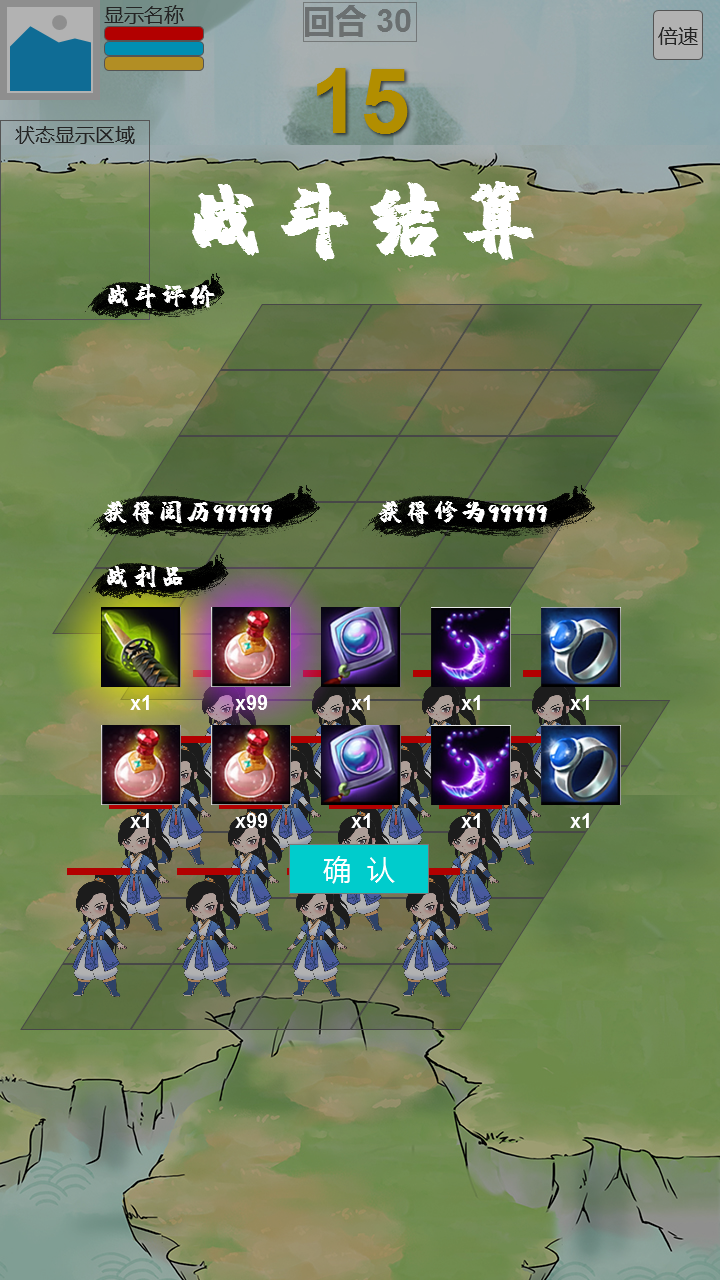 显示名称
回合 30
倍速
15
状态显示区域
战斗结算
战斗评价
获得阅历99999
获得修为99999
战利品
x1 x99 x1 x1 x1
x1 x99 x1 x1 x1
确 认